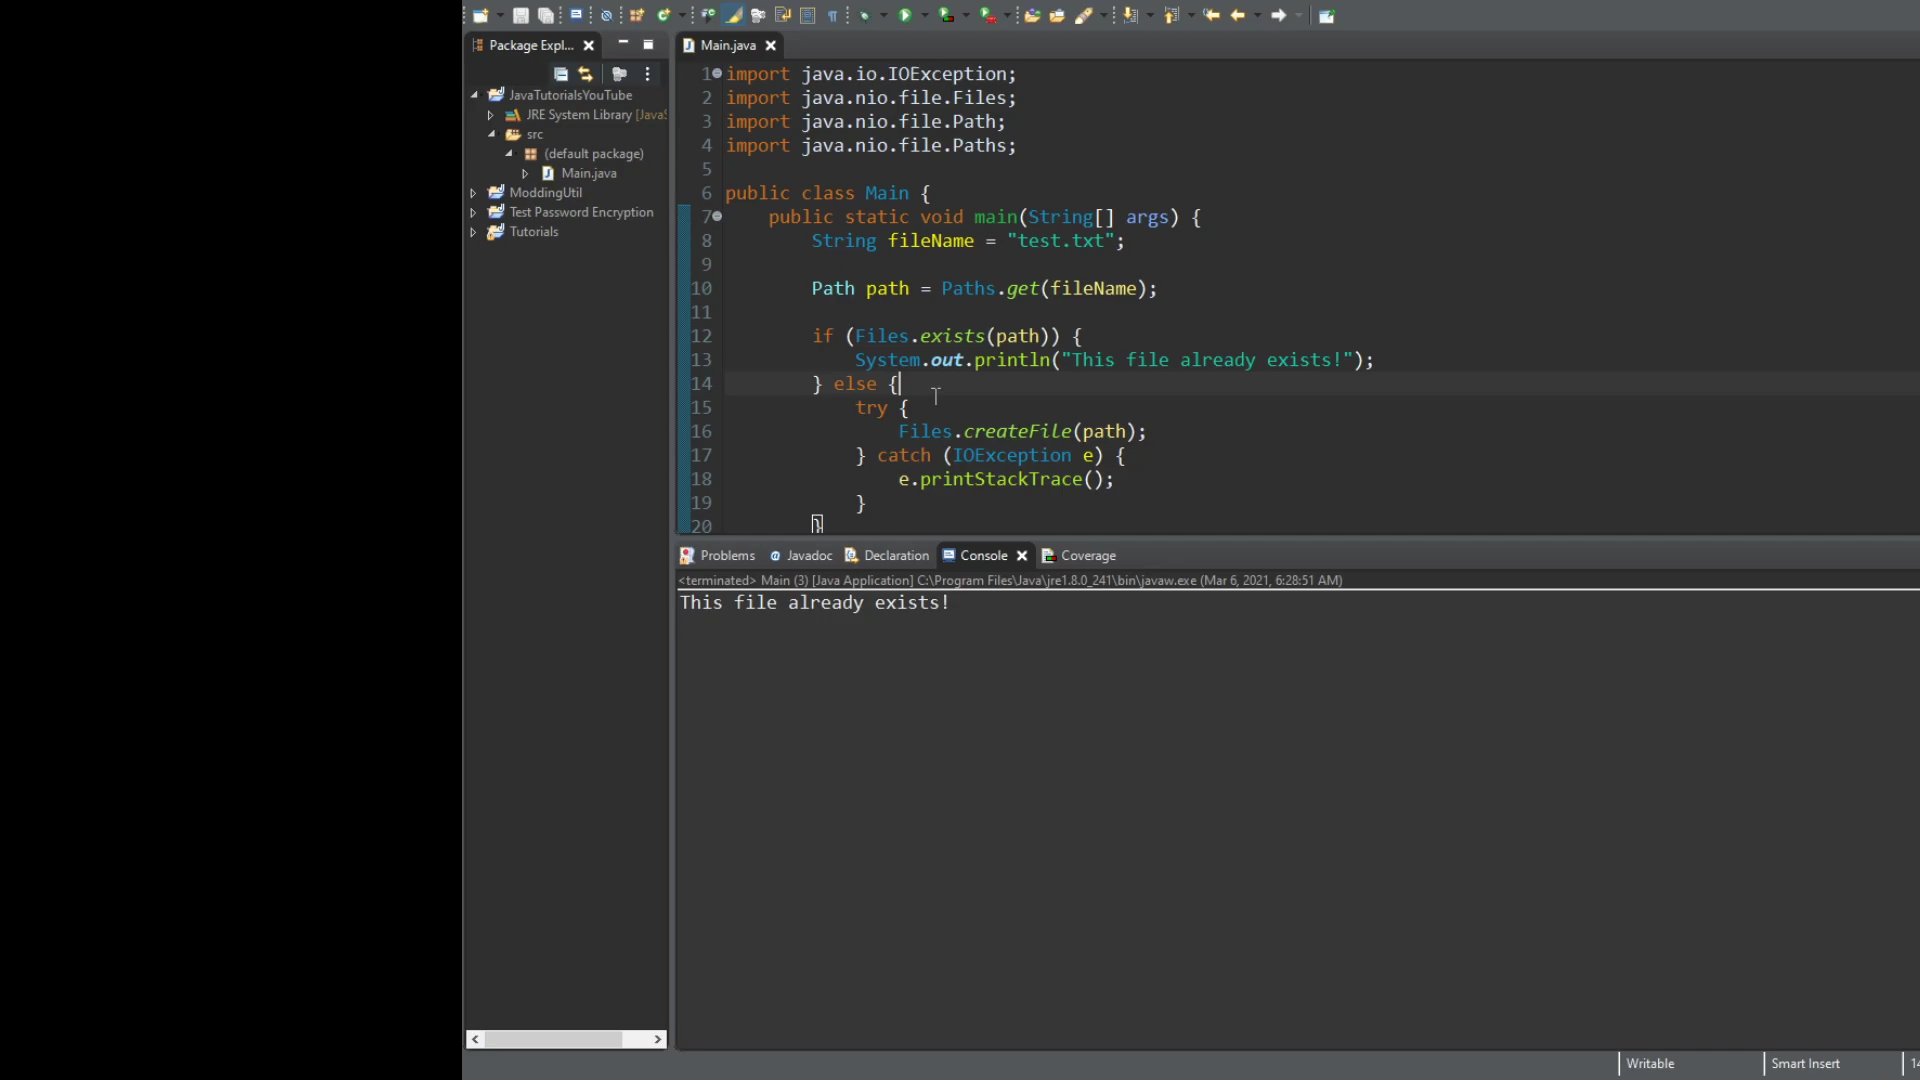 Package Expl...
Main.java
JavaTutorialsYouTube
JRE System Library [JavaS
src
(default package)
Main.java
ModdingUtil
Test Password Encryption
Tutorials
1 import java.io.IOException;
2 import java.nio.file.Files;
3 import java.nio.file.Path;
4 import java.nio.file.Paths;
5
6 public class Main {
7 public static void main(String[] args) {
8 String fileName = "test.txt";
9
10 Path path = Paths.get(fileName);
11
12 if (Files.exists(path)) {
13 System.out.println("This file already exists!");
14 } else {
15 try {
16 Files.createFile(path);
17 } catch (IOException e) {
18 e.printStackTrace();
19 }
20 }
Problems @ Javadoc Declaration Console Coverage
<terminated> Main (3) [Java Application] C:\Program Files\Java\jre1.8.0_241\bin\javaw.exe (Mar 6, 2021, 6:28:51 AM)
This file already exists!
Writable Smart Insert